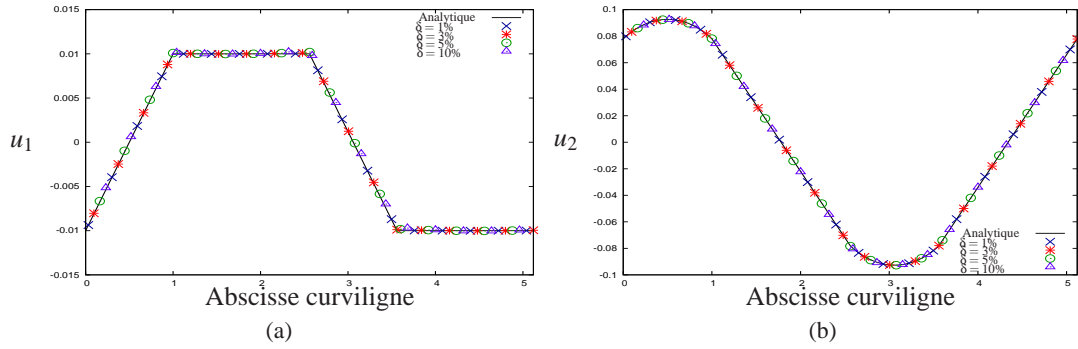 Analytique
δ = 1%
δ = 3%
δ = 5%
δ = 10%
0.015
0.01
0.005
0
-0.005
-0.01
-0.015
u1
0 1 2 3 4 5
Abscisse curviligne
(a)
0.1
0.08
0.06
0.04
0.02
0
-0.02
-0.04
-0.06
-0.08
-0.1
u2
Analytique
δ = 1%
δ = 3%
δ = 5%
δ = 10%
0 1 2 3 4 5
Abscisse curviligne
(b)